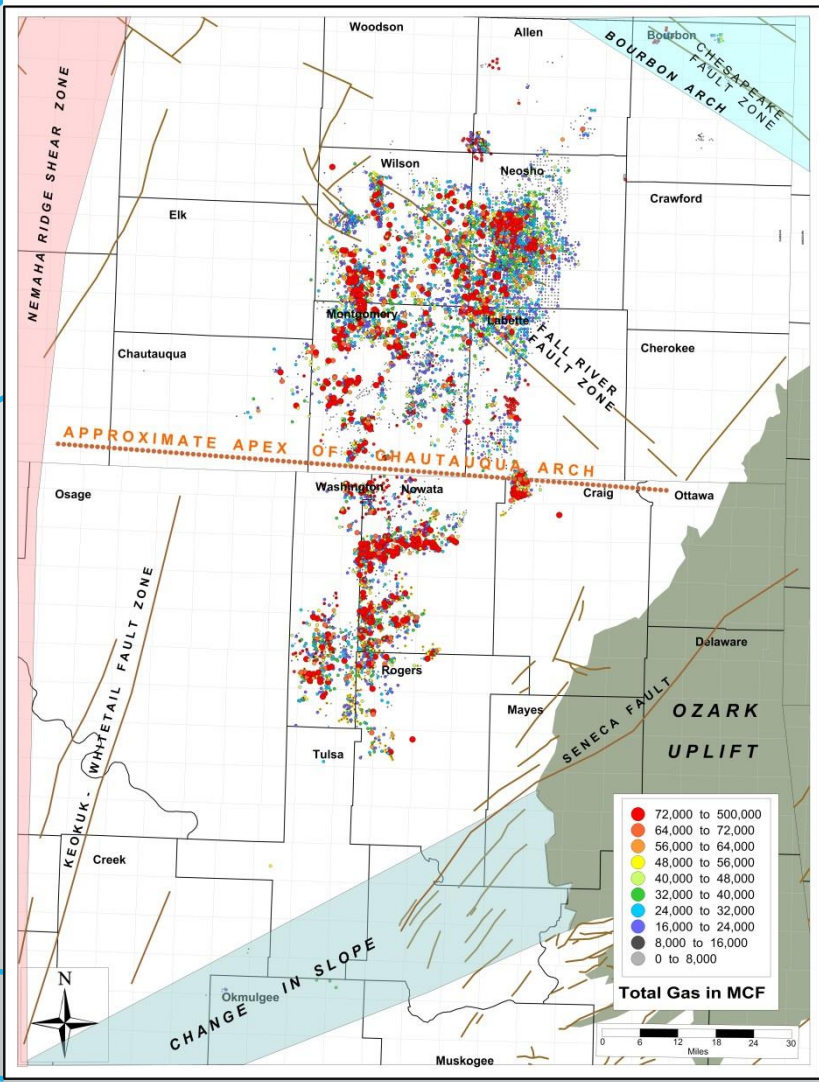 Woodson
Allen
Bourbon
BOURBON ARCH
CHESAPEAKE
FAULT ZONE
NEMAHA RIDGE SHEAR ZONE
Wilson
Neosho
Crawford
Elk
Montgomery
Labette
FALL RIVER
FAULT ZONE
Cherokee
Chautauqua
APPROXIMATE APEX OF CHAUTAUQUA ARCH
Osage
Washington
Nowata
Craig
Ottawa
KEOKUK - WHITETAIL FAULT ZONE
Delaware
Rogers
Mayes
SENECA FAULT
OZARK
UPLIFT
Tulsa
Creek
72,000 to 500,000
64,000 to 72,000
56,000 to 64,000
48,000 to 56,000
40,000 to 48,000
32,000 to 40,000
24,000 to 32,000
16,000 to 24,000
8,000 to 16,000
0 to 8,000
Total Gas in MCF
CHANGE IN SLOPE
N
Okmulgee
0 6 12 18 24 30
Miles
Muskogee